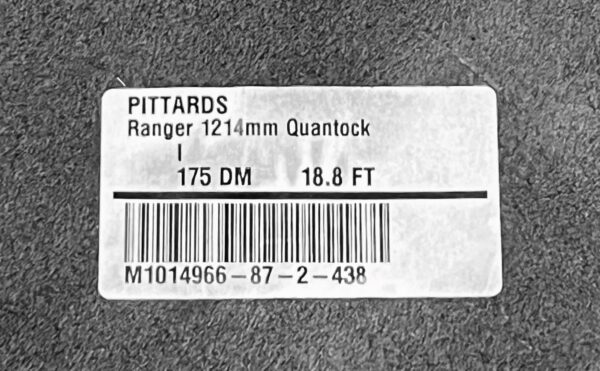 PITTARDS
Ranger 1214mm Quantock
I
175 DM 18.8 FT
M1014966-87-2-438